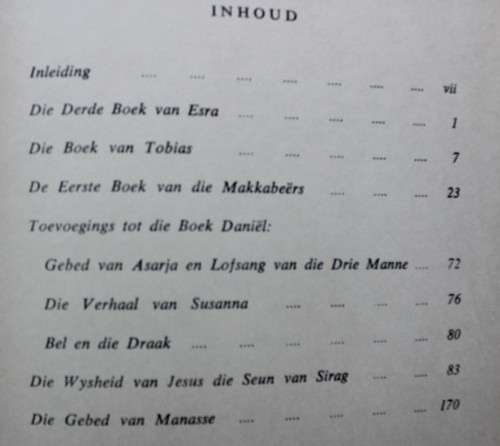 INHOUD
Inleiding .... .... .... .... .... .... .... vii
Die Derde Boek van Esra .... .... .... .... 1
Die Boek van Tobias .... .... .... .... 7
De Eerste Boek van die Makkabeërs .... .... 23
Toevoegings tot die Boek Daniël:
Gebed van Asarja en Lofsang van die Drie Manne .... 72
Die Verhaal van Susanna .... .... .... .... 76
Bel en die Draak .... .... .... .... .... .... 80
Die Wysheid van Jesus die Seun van Sirag .... .... 83
Die Gebed van Manasse .... .... .... .... .... 170